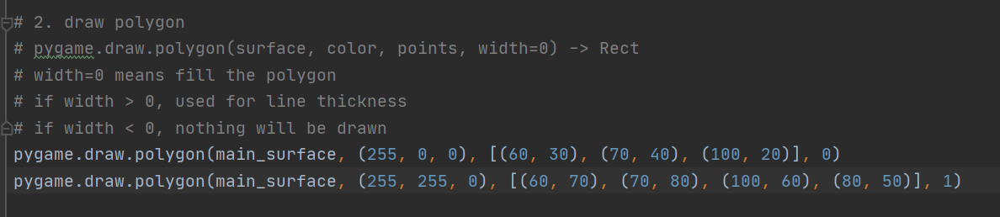 # 2. draw polygon
# pygame.draw.polygon(surface, color, points, width=0) -> Rect
# width=0 means fill the polygon
# if width > 0, used for line thickness
# if width < 0, nothing will be drawn
pygame.draw.polygon(main_surface, (255, 0, 0), [(60, 30), (70, 40), (100, 20)], 0)
pygame.draw.polygon(main_surface, (255, 255, 0), [(60, 70), (70, 80), (100, 60), (80, 50)], 1)